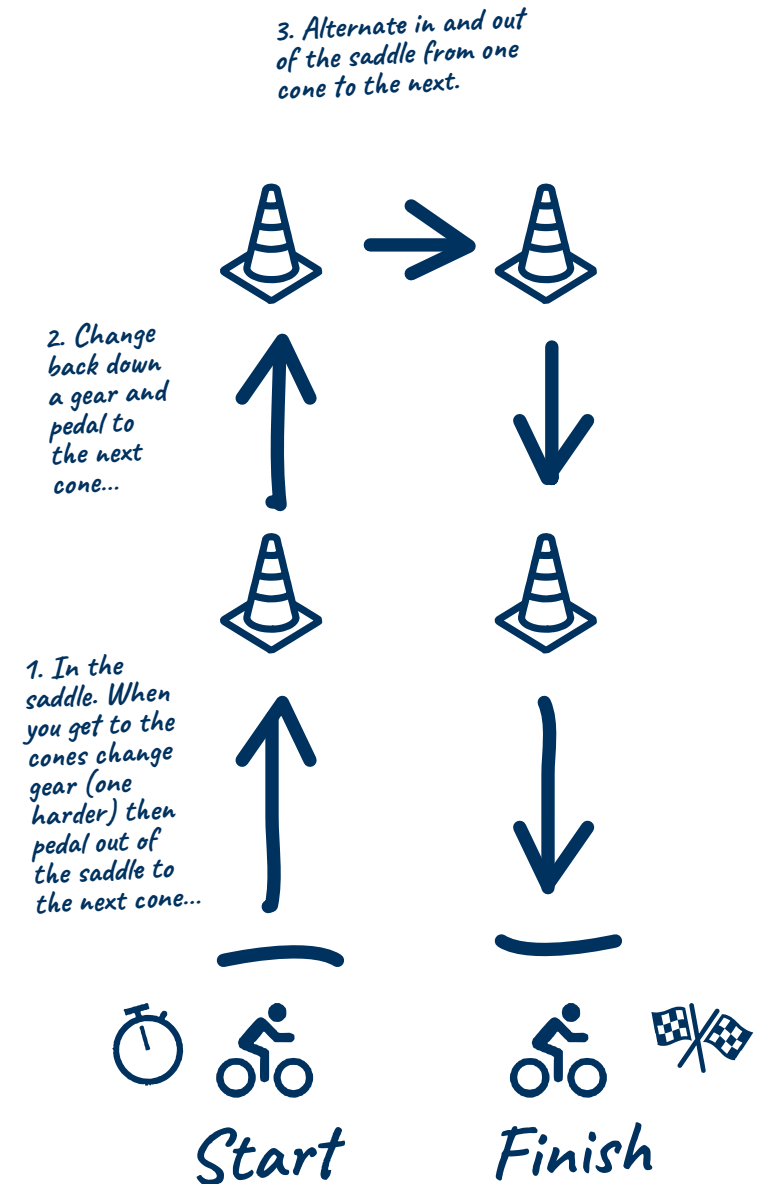 3. Alternate in and out
of the saddle from one
cone to the next.
2. Change
back down
a gear and
pedal to
the next
cone...
1. In the
saddle. When
you get to the
cones change
gear (one
harder) then
pedal out of
the saddle to
the next cone...
Start
Finish